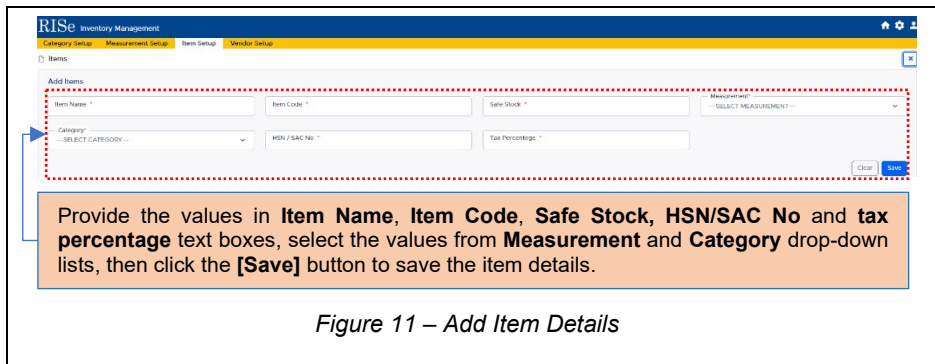 RISe Inventory Management
Category Setup Measurement Setup Item Setup Vendor Setup
Items
Add Items
Item Name * Item Code * Safe Stock * Measurement* ---SELECT MEASUREMENT---
Category* ---SELECT CATEGORY--- HSN / SAC No * Tax Percentage *
Clear Save
Provide the values in Item Name, Item Code, Safe Stock, HSN/SAC No and tax
percentage text boxes, select the values from Measurement and Category drop-down
lists, then click the [Save] button to save the item details.
Figure 11 – Add Item Details